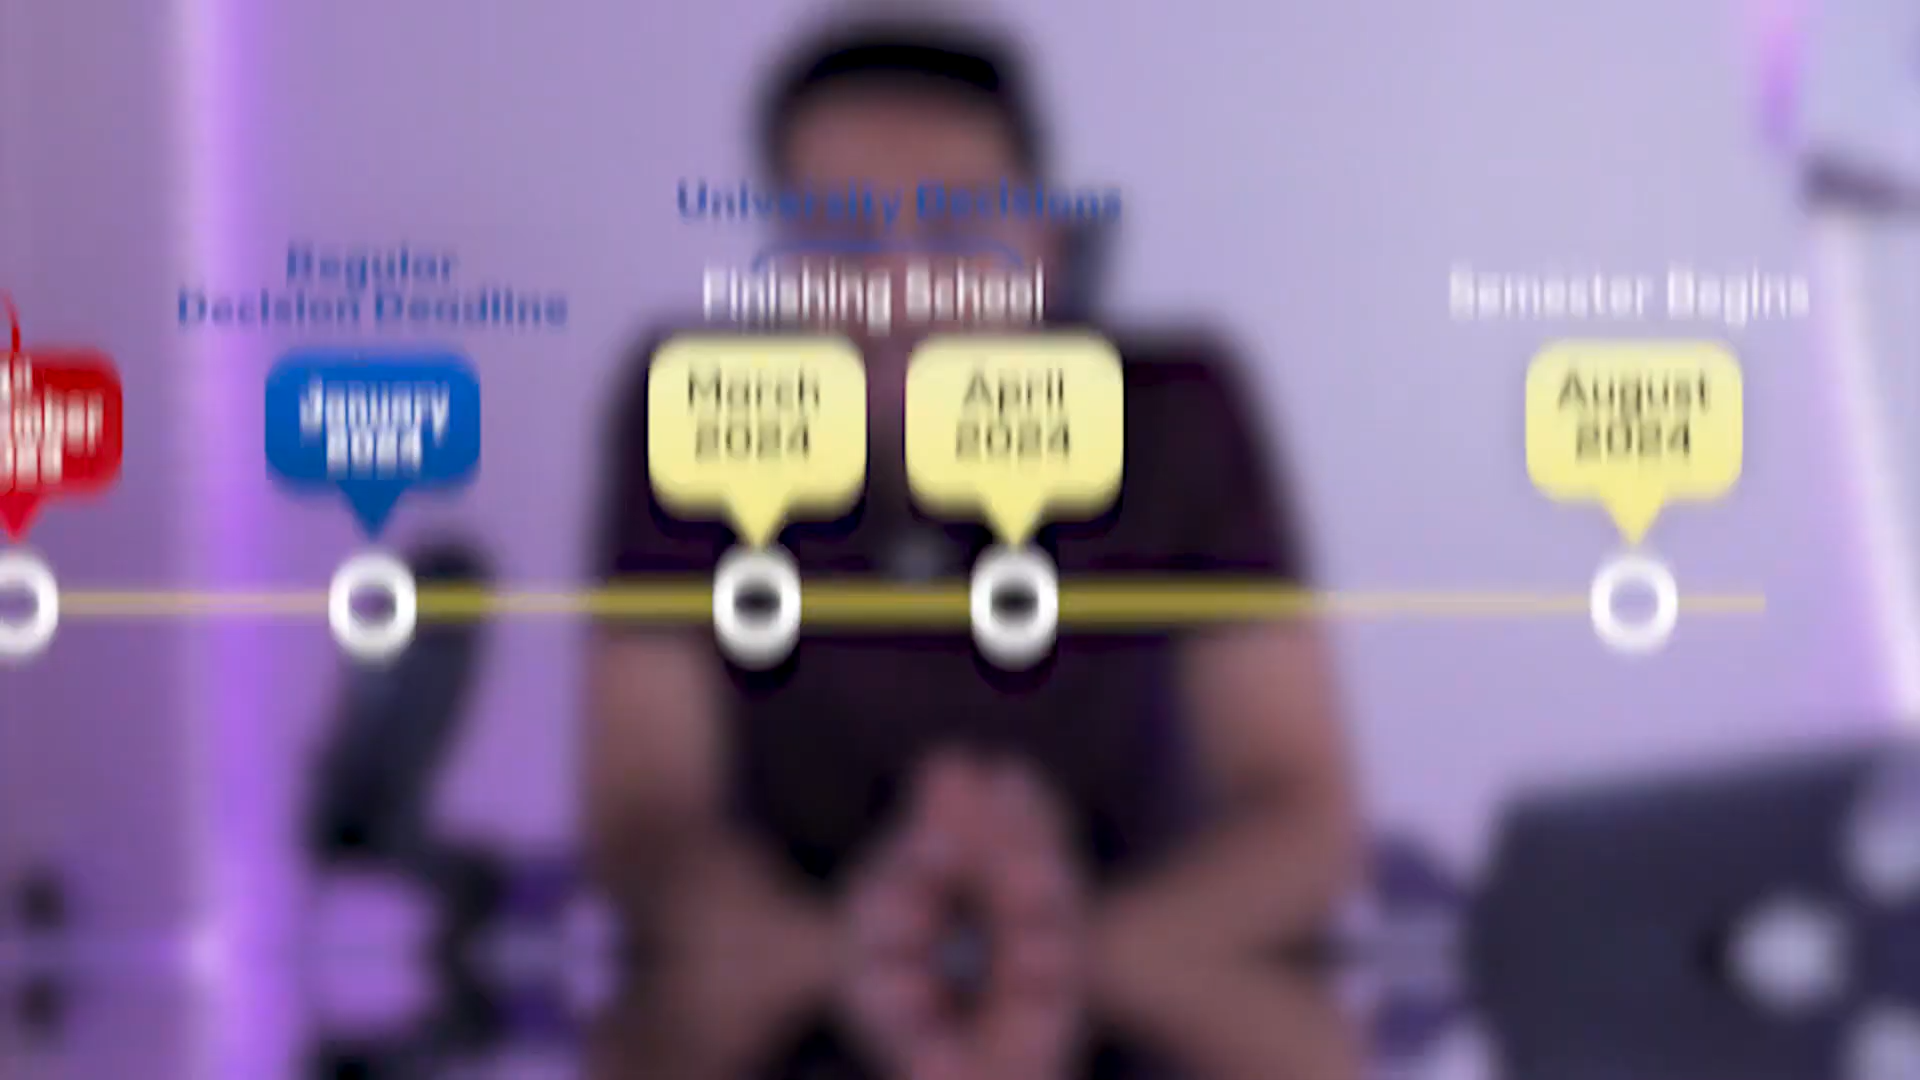 University Decisions
Regular
Decision Deadline
Finishing School
Semester Begins
January
2024
March
2024
April
2024
August
2024